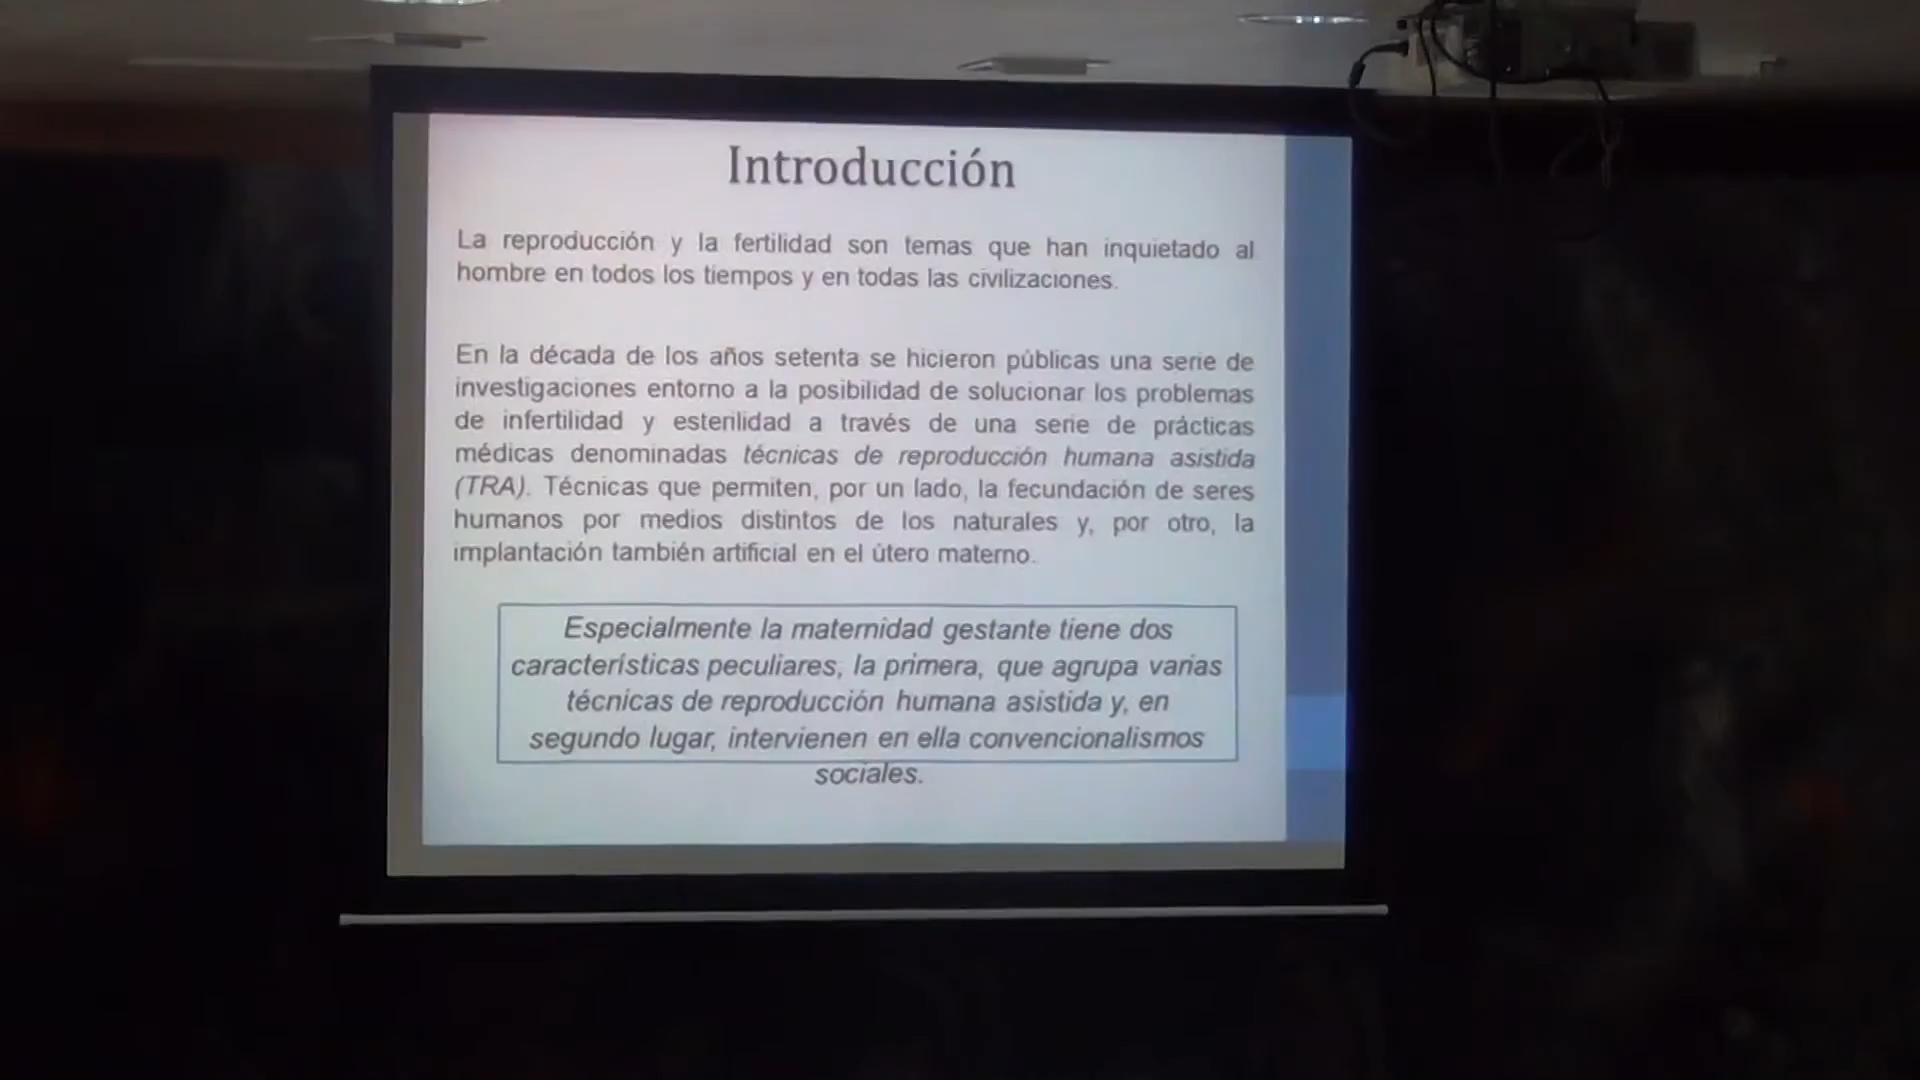 Introducción
La reproducción y la fertilidad son temas que han inquietado al
hombre en todos los tiempos y en todas las civilizaciones.
En la década de los años setenta se hicieron públicas una serie de
investigaciones entorno a la posibilidad de solucionar los problemas
de infertilidad y esterilidad a través de una serie de prácticas
médicas denominadas técnicas de reproducción humana asistida
(TRA). Técnicas que permiten, por un lado, la fecundación de seres
humanos por medios distintos de los naturales y, por otro, la
implantación también artificial en el útero materno.
Especialmente la maternidad gestante tiene dos
características peculiares, la primera, que agrupa varias
técnicas de reproducción humana asistida y, en
segundo lugar, intervienen en ella convencionalismos
sociales.